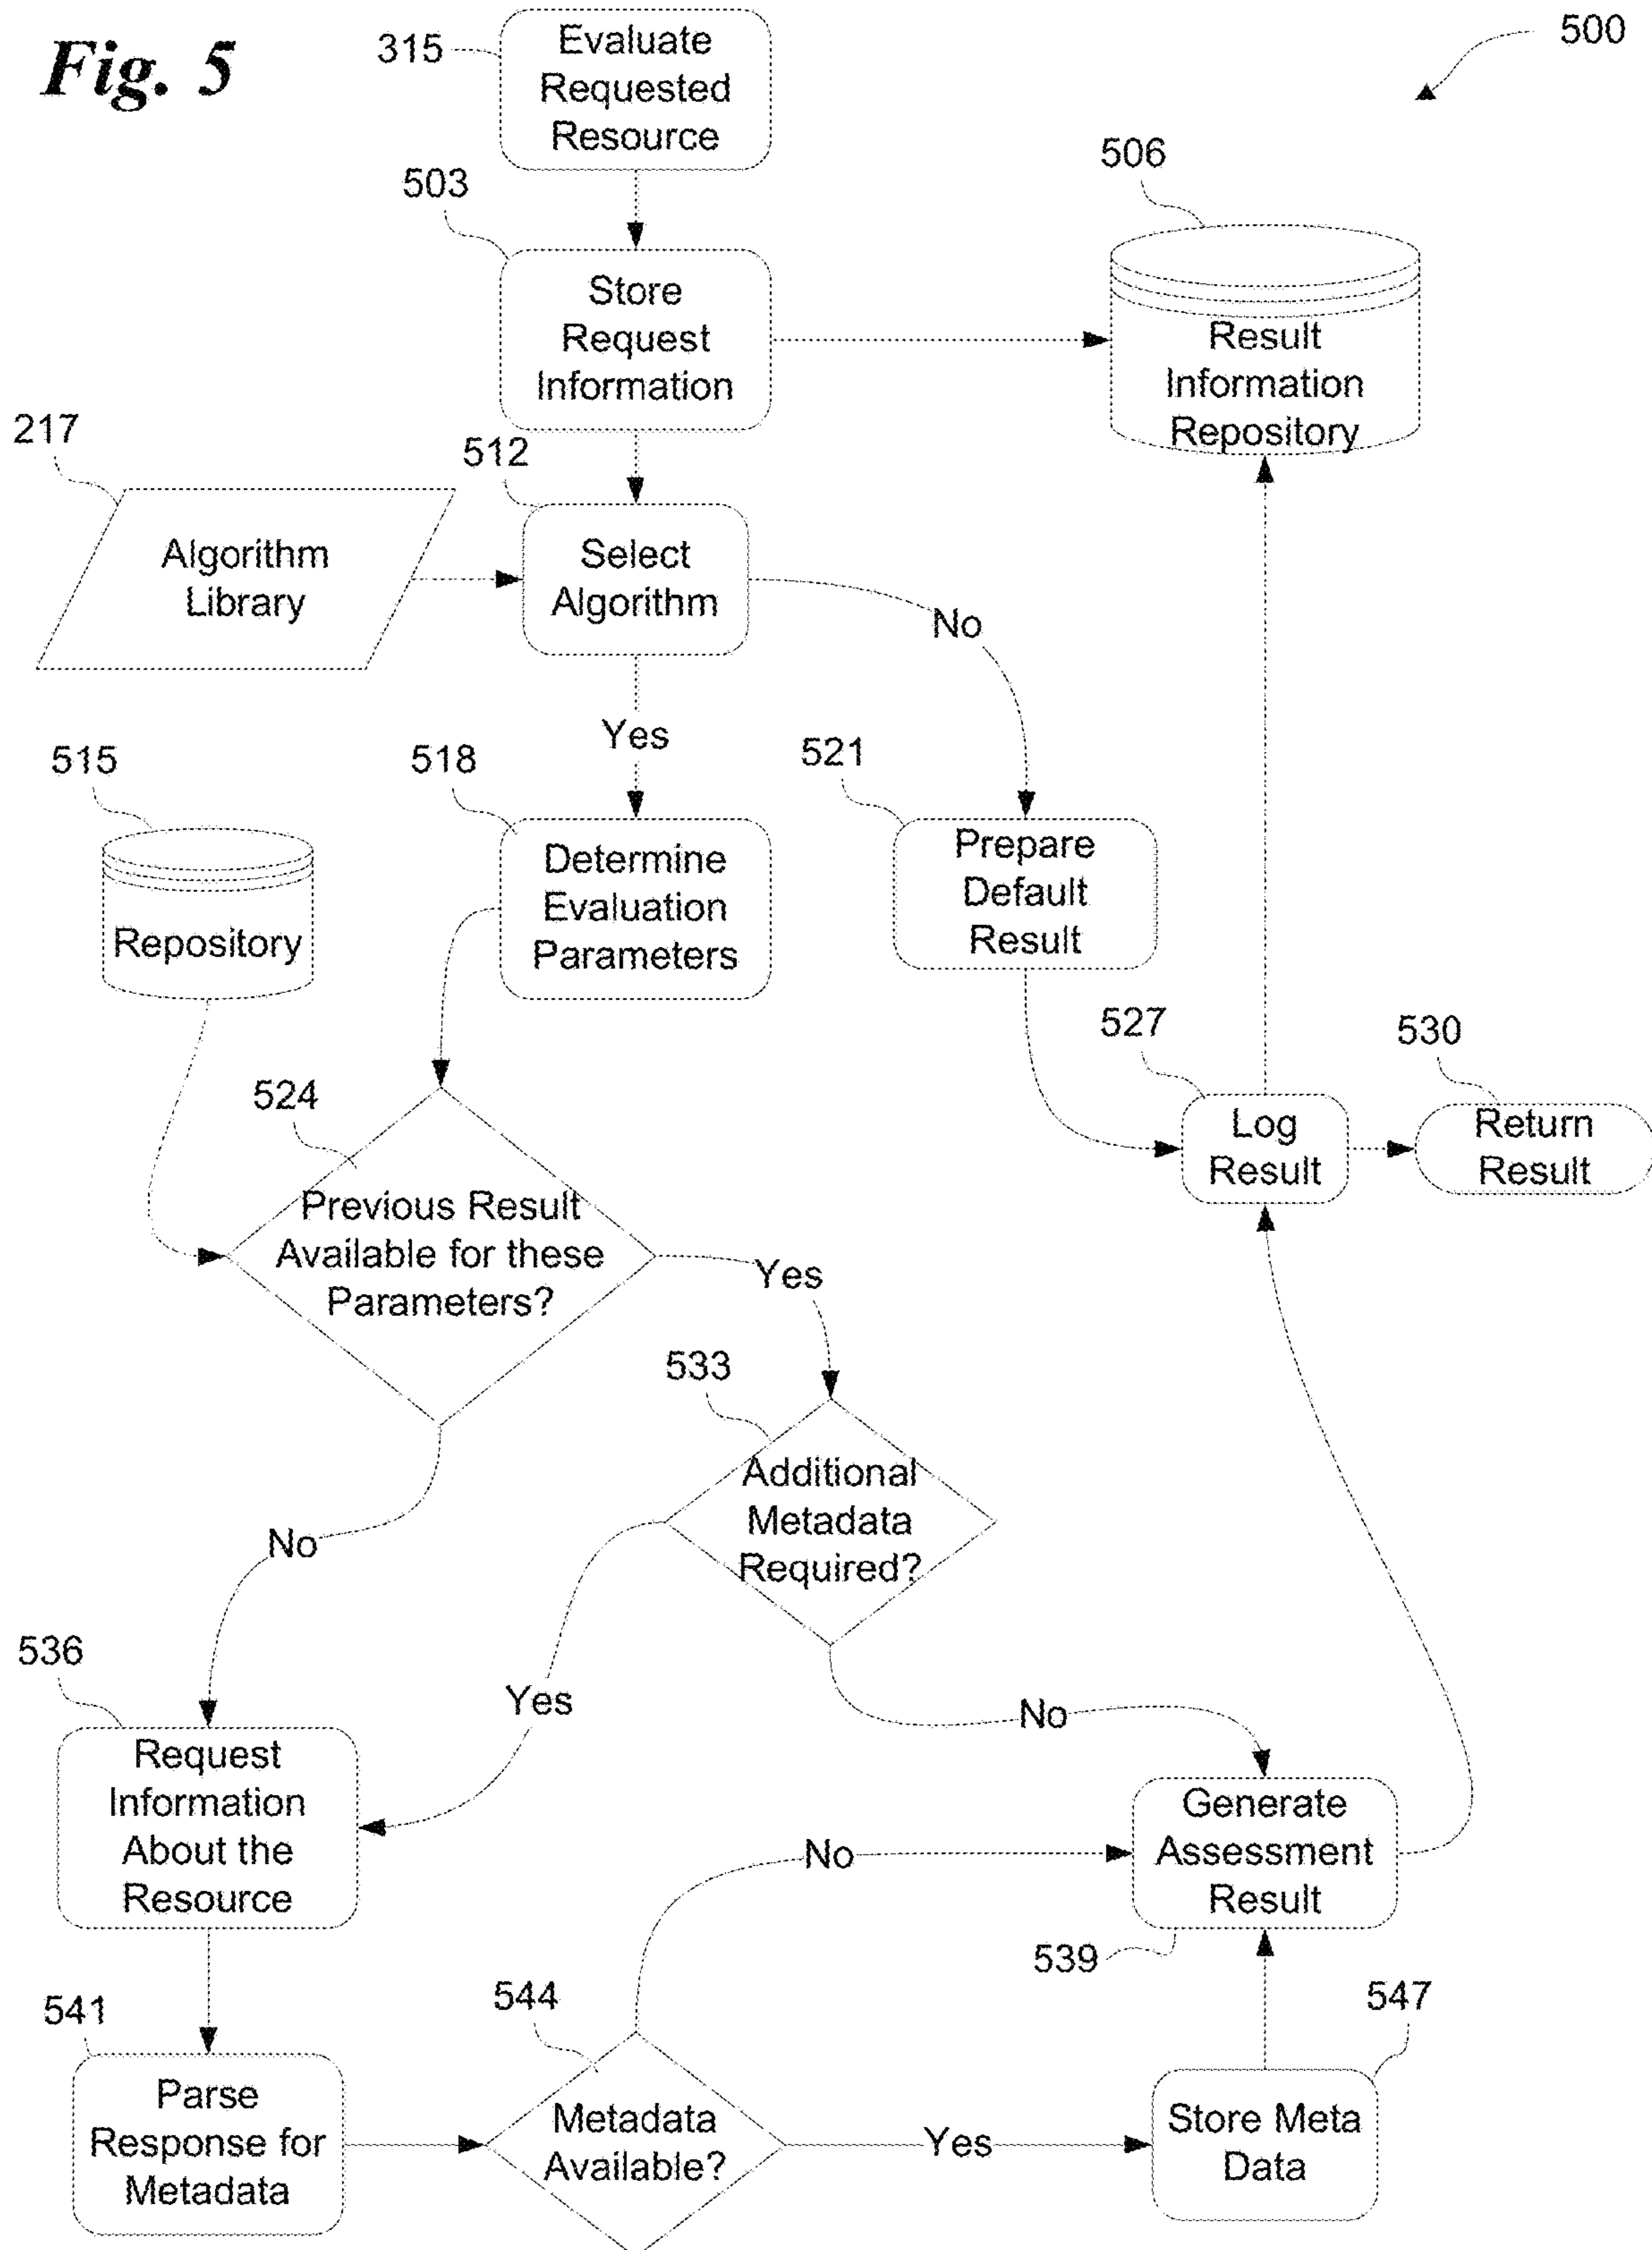 Fig. 5
500
315
Evaluate
Requested
Resource
503
Store
Request
Information
506
Result
Information
Repository
217
Algorithm
Library
512
Select
Algorithm
No
Yes
515
Repository
518
Determine
Evaluation
Parameters
521
Prepare
Default
Result
527
Log
Result
530
Return
Result
524
Previous Result
Available for these
Parameters?
Yes
No
533
Additional
Metadata
Required?
Yes
No
536
Request
Information
About the
Resource
Generate
Assessment
Result
539
No
541
Parse
Response for
Metadata
544
Metadata
Available?
Yes
547
Store Meta
Data